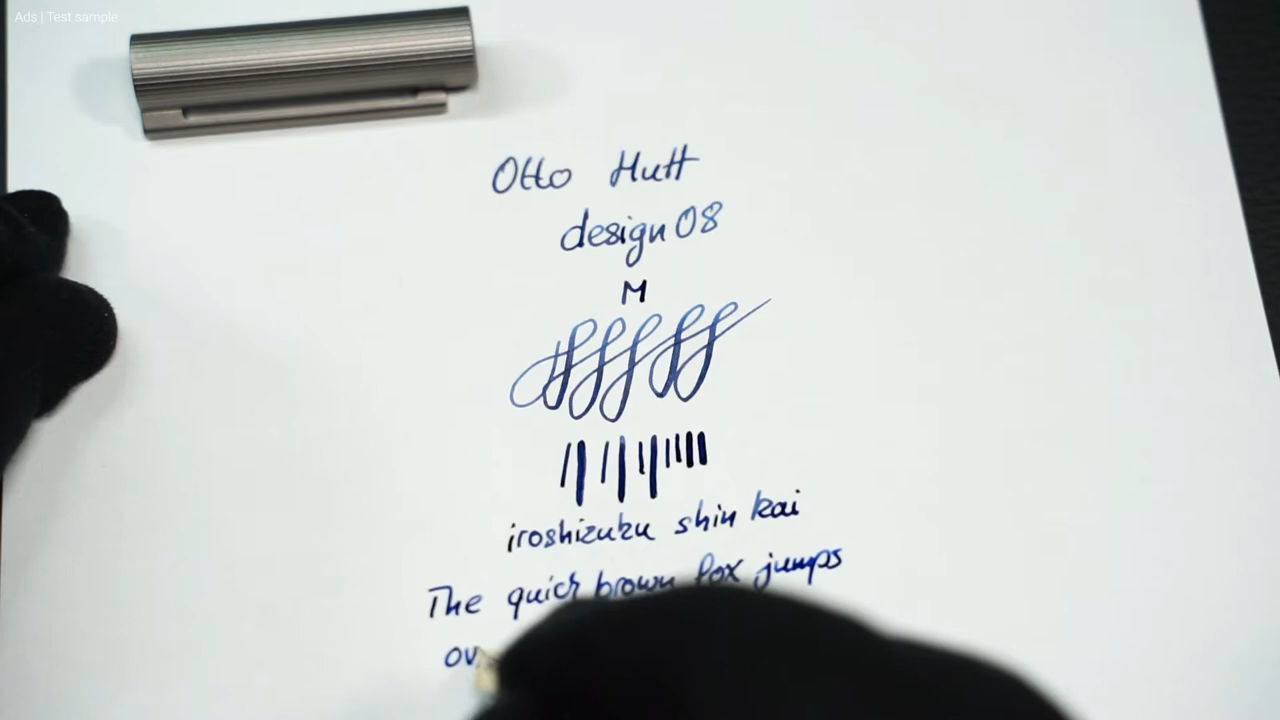 Ads | Test sample
Otto Hutt
design 08
M
iroshizuku shin kai
The quick brown fox jumps
ov